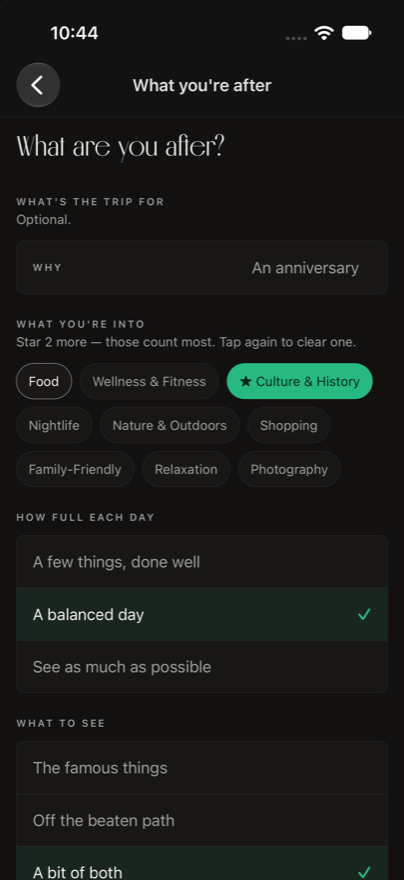 10:44
What you're after
What are you after?
WHAT'S THE TRIP FOR
Optional.
WHY An anniversary
WHAT YOU'RE INTO
Star 2 more — those count most. Tap again to clear one.
Food Wellness & Fitness ★ Culture & History
Nightlife Nature & Outdoors Shopping
Family-Friendly Relaxation Photography
HOW FULL EACH DAY
A few things, done well
A balanced day
See as much as possible
WHAT TO SEE
The famous things
Off the beaten path
A bit of both